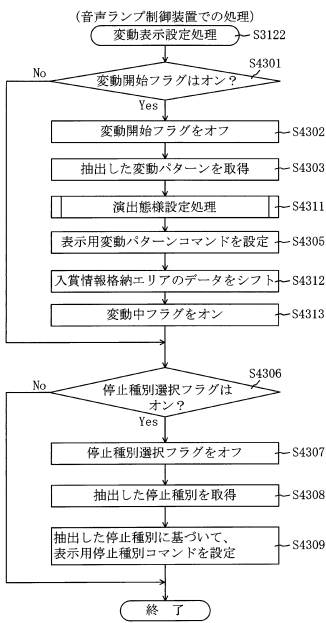 (音声ランプ制御装置での処理)
変動表示設定処理
S3122
S4301
No
変動開始フラグはオン?
Yes
変動開始フラグをオフ
S4302
抽出した変動パターンを取得
S4303
演出態様設定処理
S4311
表示用変動パターンコマンドを設定
S4305
入賞情報格納エリアのデータをシフト
S4312
変動中フラグをオン
S4313
S4306
No
停止種別選択フラグは
オン?
Yes
停止種別選択フラグをオフ
S4307
抽出した停止種別を取得
S4308
抽出した停止種別に基づいて、
表示用停止種別コマンドを設定
S4309
終 了